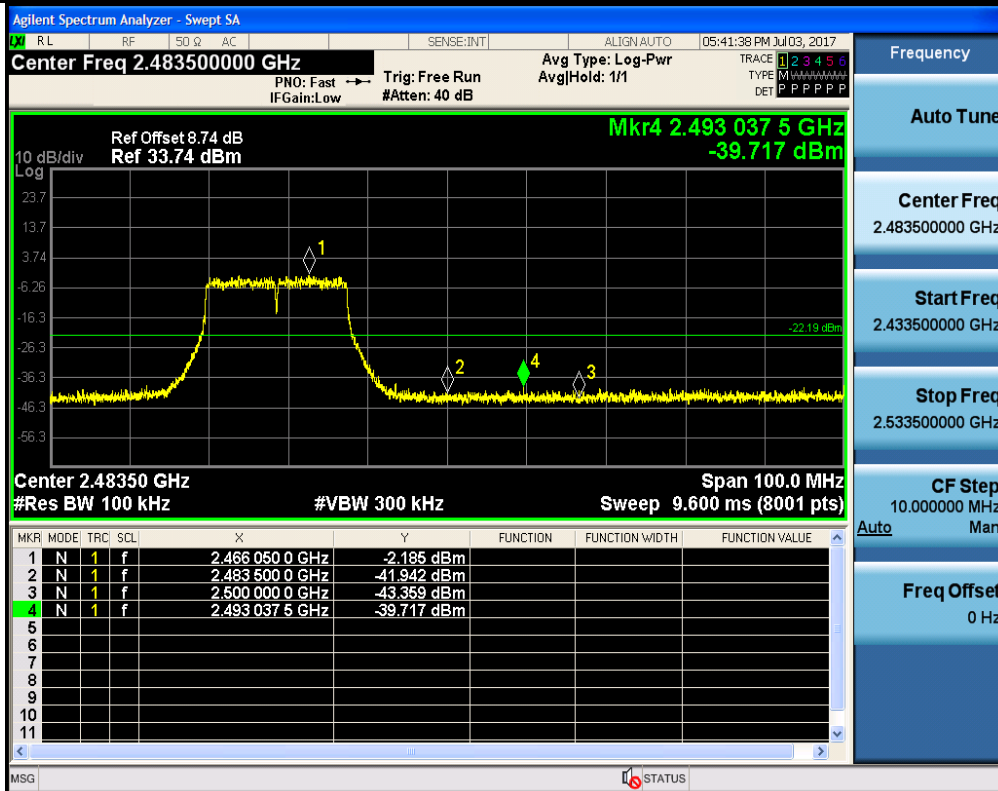 Agilent Spectrum Analyzer - Swept SA
LXI RL RF 50 Ω AC SENSE:INT ALIGN AUTO 05:41:38 PM Jul 03, 2017
Center Freq 2.483500000 GHz
PNO: Fast
IFGain:Low
Trig: Free Run
#Atten: 40 dB
Avg Type: Log-Pwr
Avg|Hold: 1/1
TRACE 1 2 3 4 5 6
TYPE M
DET P P P P P P
Mkr4 2.493 037 5 GHz
-39.717 dBm
Ref Offset 8.74 dB
10 dB/div Ref 33.74 dBm
Log
23.7
13.7
3.74
-6.26
-16.3
-26.3
-36.3
-46.3
-56.3
1
2
4
3
-22.19 dBm
Center 2.48350 GHz Span 100.0 MHz
#Res BW 100 kHz #VBW 300 kHz Sweep 9.600 ms (8001 pts)
MKR MODE TRC SCL X Y FUNCTION FUNCTION WIDTH FUNCTION VALUE
1 N 1 f 2.466 050 0 GHz -2.185 dBm
2 N 1 f 2.483 500 0 GHz -41.942 dBm
3 N 1 f 2.500 000 0 GHz -43.359 dBm
4 N 1 f 2.493 037 5 GHz -39.717 dBm
5
6
7
8
9
10
11
MSG STATUS
Frequency
Auto Tune
Center Freq
2.483500000 GHz
Start Freq
2.433500000 GHz
Stop Freq
2.533500000 GHz
CF Step
10.000000 MHz
Auto Man
Freq Offset
0 Hz